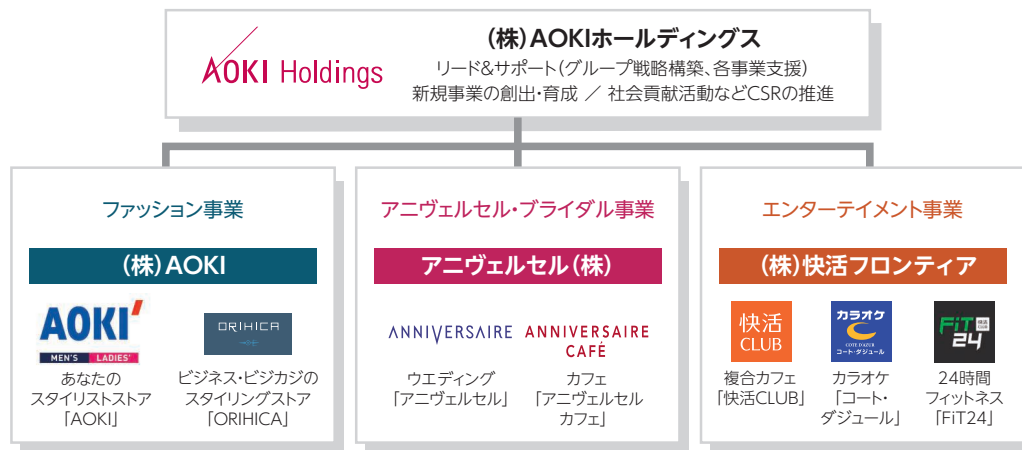 AOKI Holdings
(株)AOKIホールディングス
リード&サポート(グループ戦略構築、各事業支援)
新規事業の創出・育成 / 社会貢献活動などCSRの推進
ファッション事業
(株)AOKI
AOKI'
MEN'S LADIES'
あなたの
スタイリストストア
「AOKI」
ORIHICA
ビジネス・ビジカジの
スタイリングストア
「ORIHICA」
アニヴェルセル・ブライダル事業
アニヴェルセル(株)
ANNIVERSAIRE
ウエディング
「アニヴェルセル」
ANNIVERSAIRE
CAFÉ
カフェ
「アニヴェルセル
カフェ」
エンターテイメント事業
(株)快活フロンティア
快活
CLUB
複合カフェ
「快活CLUB」
カラオケ
COTE D'AZUR
コート・ダジュール
カラオケ
「コート・
ダジュール」
FiT
24
快活
CLUB
24時間
フィットネス
「FiT24」